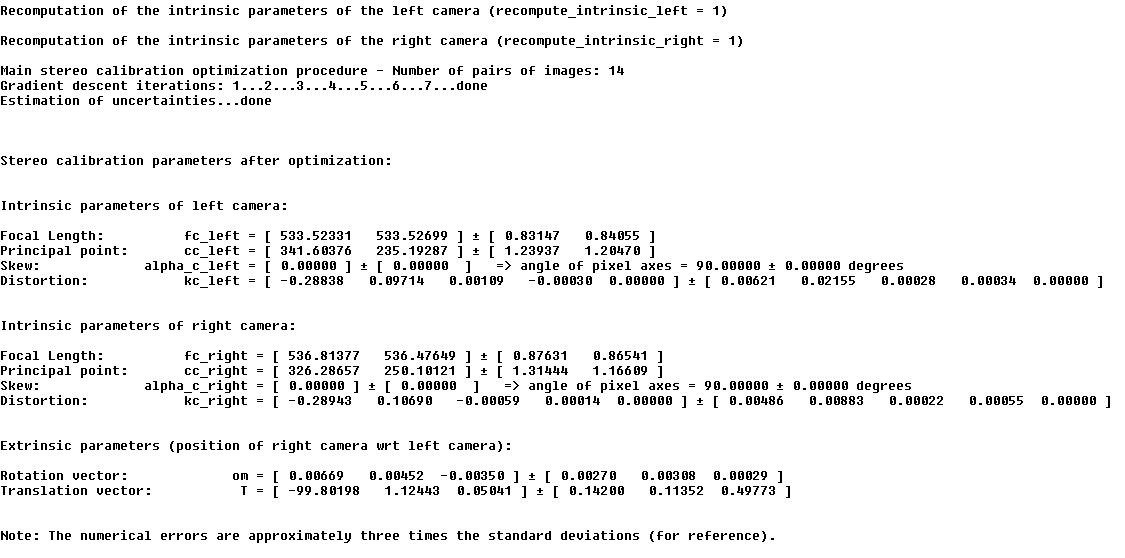 Recomputation of the intrinsic parameters of the left camera (recompute_intrinsic_left = 1)
Recomputation of the intrinsic parameters of the right camera (recompute_intrinsic_right = 1)
Main stereo calibration optimization procedure - Number of pairs of images: 14
Gradient descent iterations: 1...2...3...4...5...6...7...done
Estimation of uncertainties...done
Stereo calibration parameters after optimization:
Intrinsic parameters of left camera:
Focal Length: fc_left = [ 533.52331 533.52699 ] ± [ 0.83147 0.84055 ]
Principal point: cc_left = [ 341.60376 235.19287 ] ± [ 1.23937 1.20470 ]
Skew: alpha_c_left = [ 0.00000 ] ± [ 0.00000 ] => angle of pixel axes = 90.00000 ± 0.00000 degrees
Distortion: kc_left = [ -0.28838 0.09714 0.00109 -0.00030 0.00000 ] ± [ 0.00621 0.02155 0.00028 0.00034 0.00000 ]
Intrinsic parameters of right camera:
Focal Length: fc_right = [ 536.81377 536.47649 ] ± [ 0.87631 0.86541 ]
Principal point: cc_right = [ 326.28657 250.10121 ] ± [ 1.31444 1.16609 ]
Skew: alpha_c_right = [ 0.00000 ] ± [ 0.00000 ] => angle of pixel axes = 90.00000 ± 0.00000 degrees
Distortion: kc_right = [ -0.28943 0.10690 -0.00059 0.00014 0.00000 ] ± [ 0.00486 0.00883 0.00022 0.00055 0.00000 ]
Extrinsic parameters (position of right camera wrt left camera):
Rotation vector: om = [ 0.00669 0.00452 -0.00350 ] ± [ 0.00270 0.00308 0.00029 ]
Translation vector: T = [ -99.80198 1.12443 0.05041 ] ± [ 0.14200 0.11352 0.49773 ]
Note: The numerical errors are approximately three times the standard deviations (for reference).